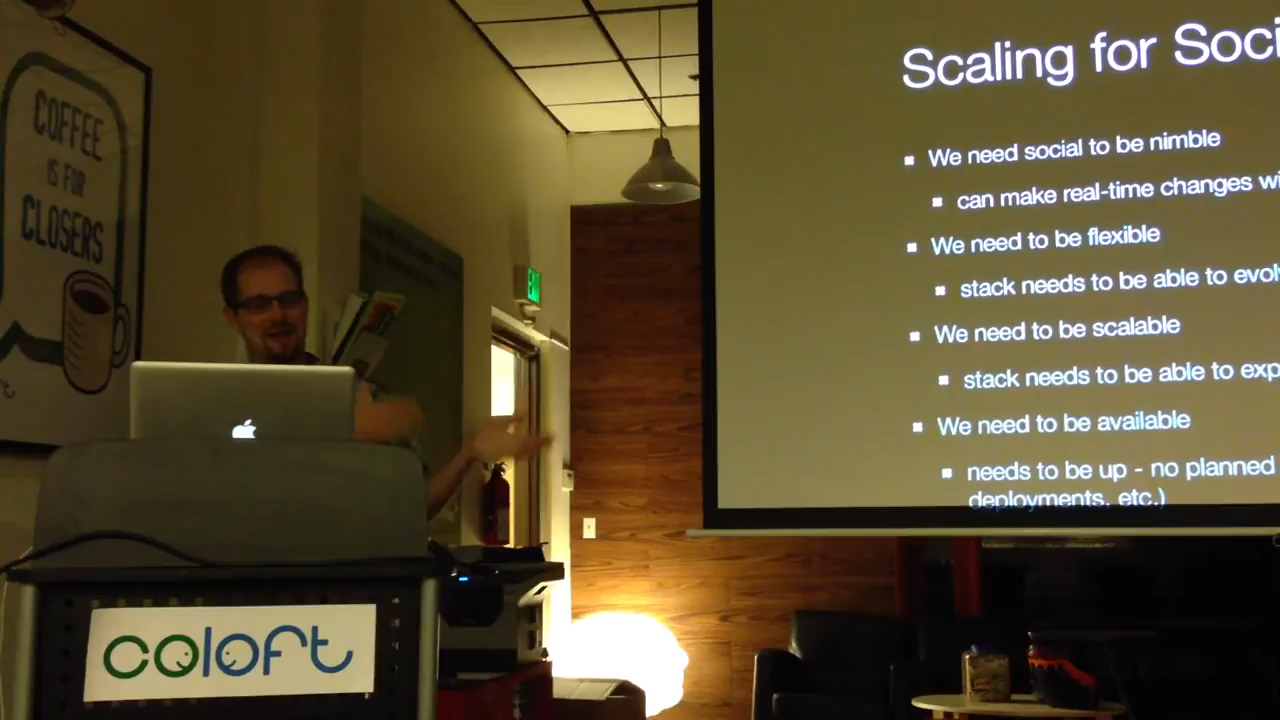 COFFEE
IS FOR
CLOSERS
Scaling for Soci
We need social to be nimble
can make real-time changes wi
We need to be flexible
stack needs to be able to evol
We need to be scalable
stack needs to be able to exp
We need to be available
needs to be up - no planned
deployments, etc.)
coloft